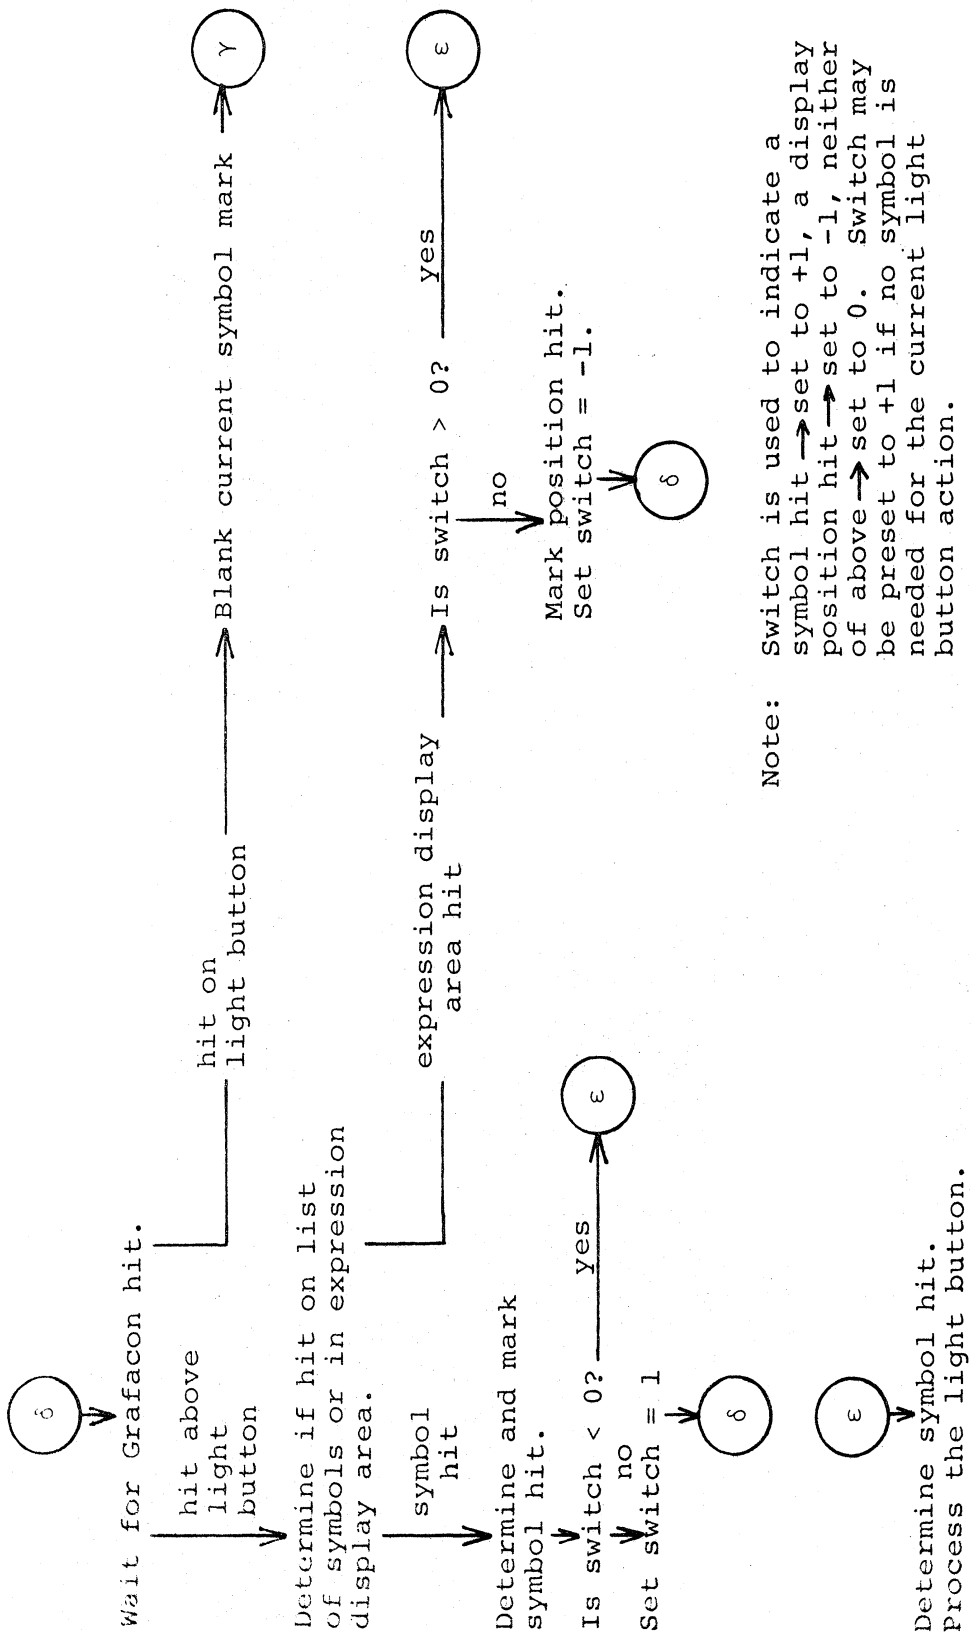 δ
Wait for Grafacon hit.
hit above
light
button
hit on
light button
Blank current symbol mark
γ
Determine if hit on list
of symbols or in expression
display area.
symbol
hit
expression display
area hit
Is switch > 0?
yes
ε
no
Mark position hit.
Set switch = -1.
δ
Determine and mark
symbol hit.
Is switch < 0?
yes
ε
no
Set switch = 1
δ
Note: Switch is used to indicate a
symbol hit → set to +1, a display
position hit → set to -1, neither
of above → set to 0. Switch may
be preset to +1 if no symbol is
needed for the current light
button action.
ε
Determine symbol hit.
Process the light button.